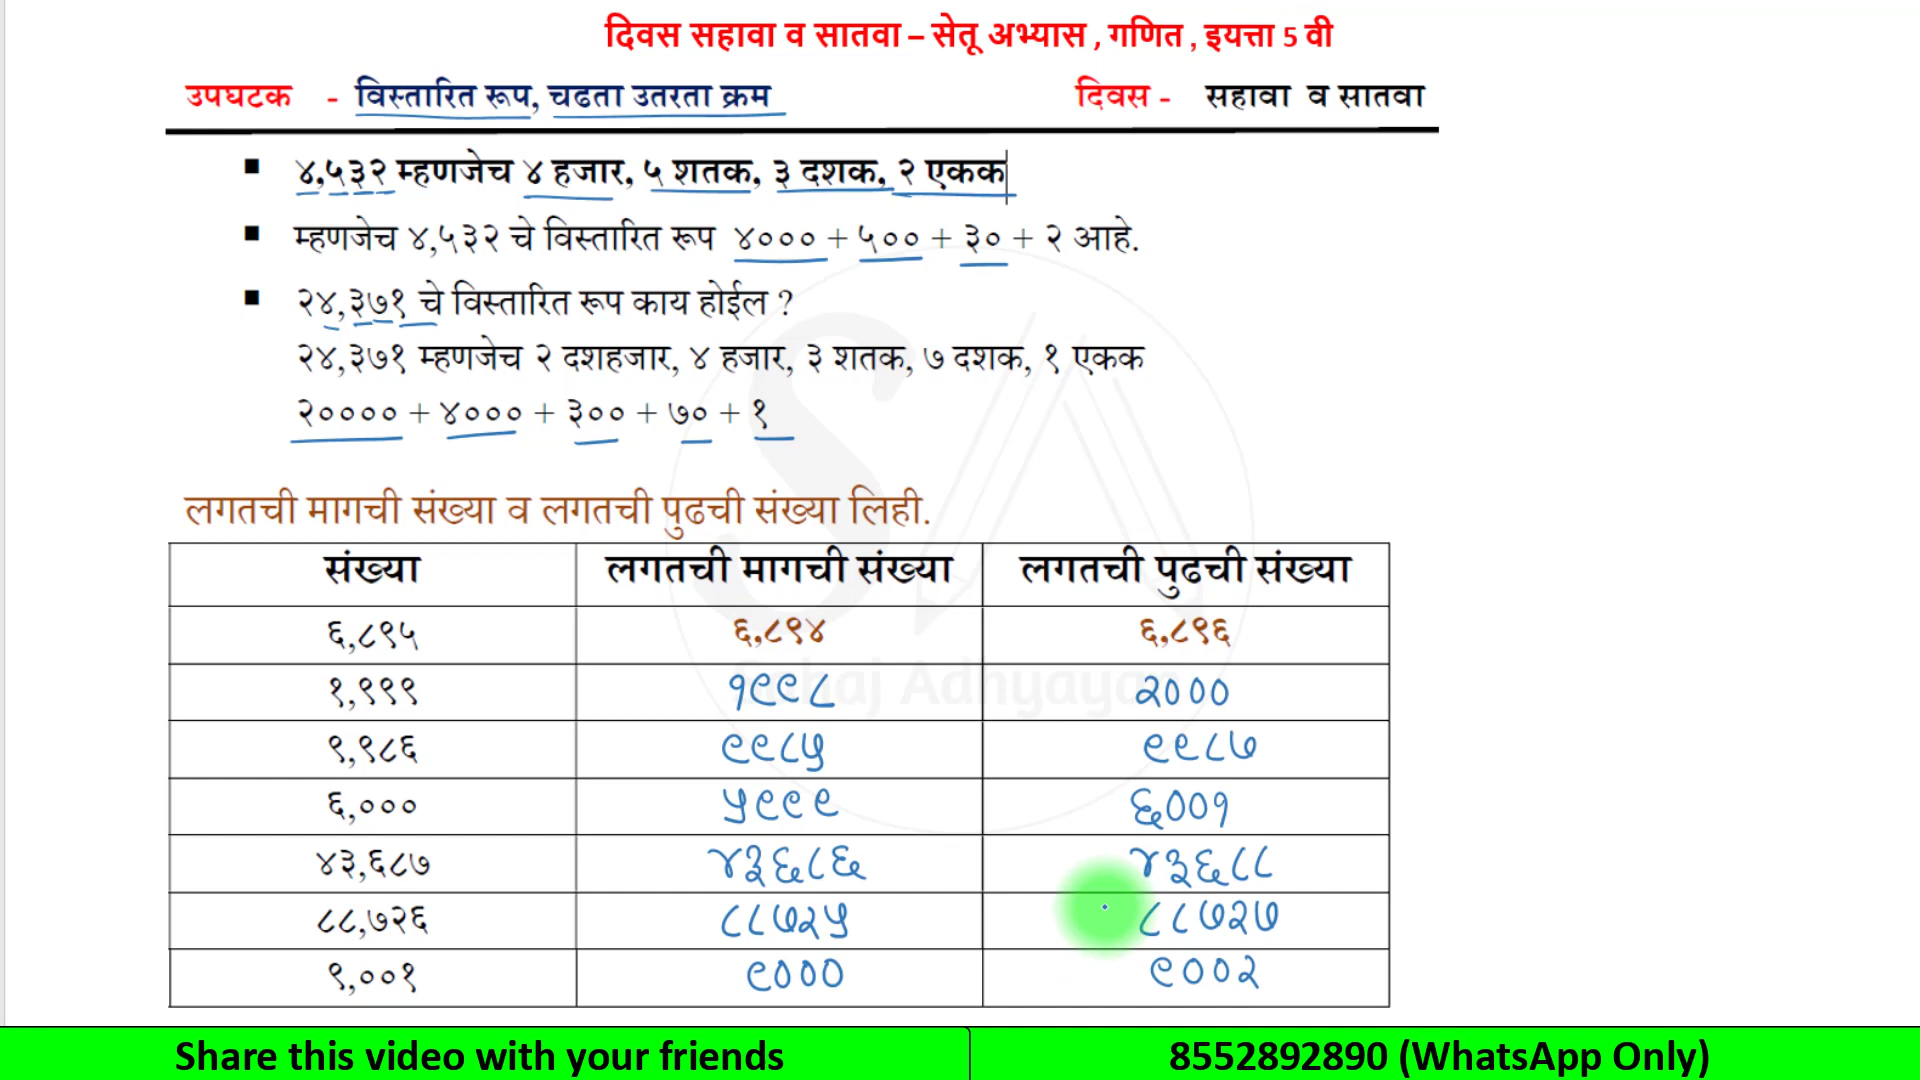 दिवस सहावा व सातवा – सेतू अभ्यास , गणित , इयत्ता 5 वी
उपघटक - विस्तारित रूप, चढता उतरता क्रम दिवस - सहावा व सातवा
▪ ४,५३२ म्हणजेच ४ हजार, ५ शतक, ३ दशक, २ एकक
▪ म्हणजेच ४,५३२ चे विस्तारित रूप ४००० + ५०० + ३० + २ आहे.
▪ २४,३७१ चे विस्तारित रूप काय होईल ?
२४,३७१ म्हणजेच २ दशहजार, ४ हजार, ३ शतक, ७ दशक, १ एकक
२०००० + ४००० + ३०० + ७० + १
लगतची मागची संख्या व लगतची पुढची संख्या लिही.
संख्या लगतची मागची संख्या लगतची पुढची संख्या
६,८९५ ६,८९४ ६,८९६
१,९९९ १९९८ २०००
९,९८६ ९९८५ ९९८७
६,००० ५९९९ ६००१
४३,६८७ ४३६८६ ४३६८८
८८,७२६ ८८७२५ ८८७२७
९,००१ ९००० ९००२
Sahaj Adhyayan
Share this video with your friends 8552892890 (WhatsApp Only)